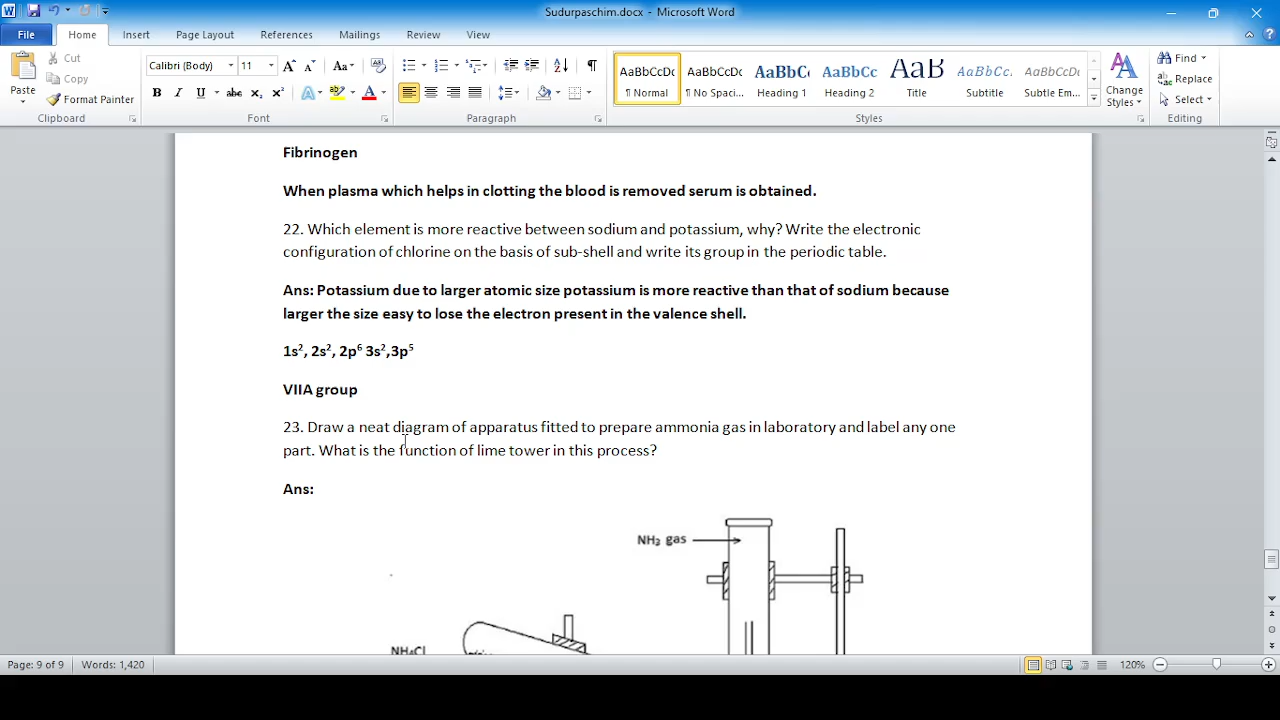 Sudurpaschim.docx - Microsoft Word
File Home Insert Page Layout References Mailings Review View
Paste
Cut
Copy
Format Painter
Clipboard
Calibri (Body) 11
Font
Paragraph
AaBbCcDc AaBbCcDc AaBbCc AaBbCc AaB AaBbCc. AaBbCcDc
¶ Normal ¶ No Spaci... Heading 1 Heading 2 Title Subtitle Subtle Em...
Styles
Change Styles
Find
Replace
Select
Editing
Fibrinogen
When plasma which helps in clotting the blood is removed serum is obtained.
22. Which element is more reactive between sodium and potassium, why? Write the electronic
configuration of chlorine on the basis of sub-shell and write its group in the periodic table.
Ans: Potassium due to larger atomic size potassium is more reactive than that of sodium because
larger the size easy to lose the electron present in the valence shell.
1s², 2s², 2p⁶ 3s²,3p⁵
VIIA group
23. Draw a neat diagram of apparatus fitted to prepare ammonia gas in laboratory and label any one
part. What is the function of lime tower in this process?
Ans:
NH₃ gas
NH₄Cl
Page: 9 of 9 Words: 1,420 120%